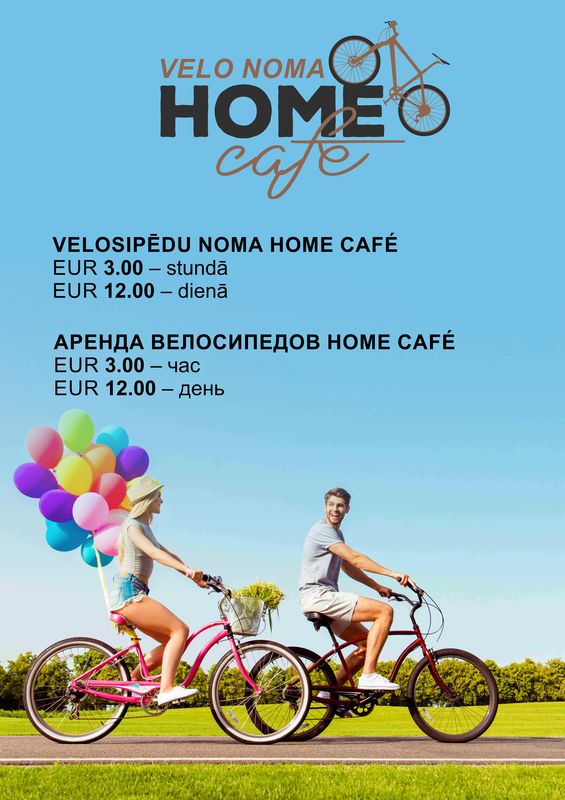 VELO NOMA
HOME
café
VELOSIPĒDU NOMA HOME CAFÉ
EUR 3.00 – stundā
EUR 12.00 – dienā
АРЕНДА ВЕЛОСИПЕДОВ HOME CAFÉ
EUR 3.00 – час
EUR 12.00 – день